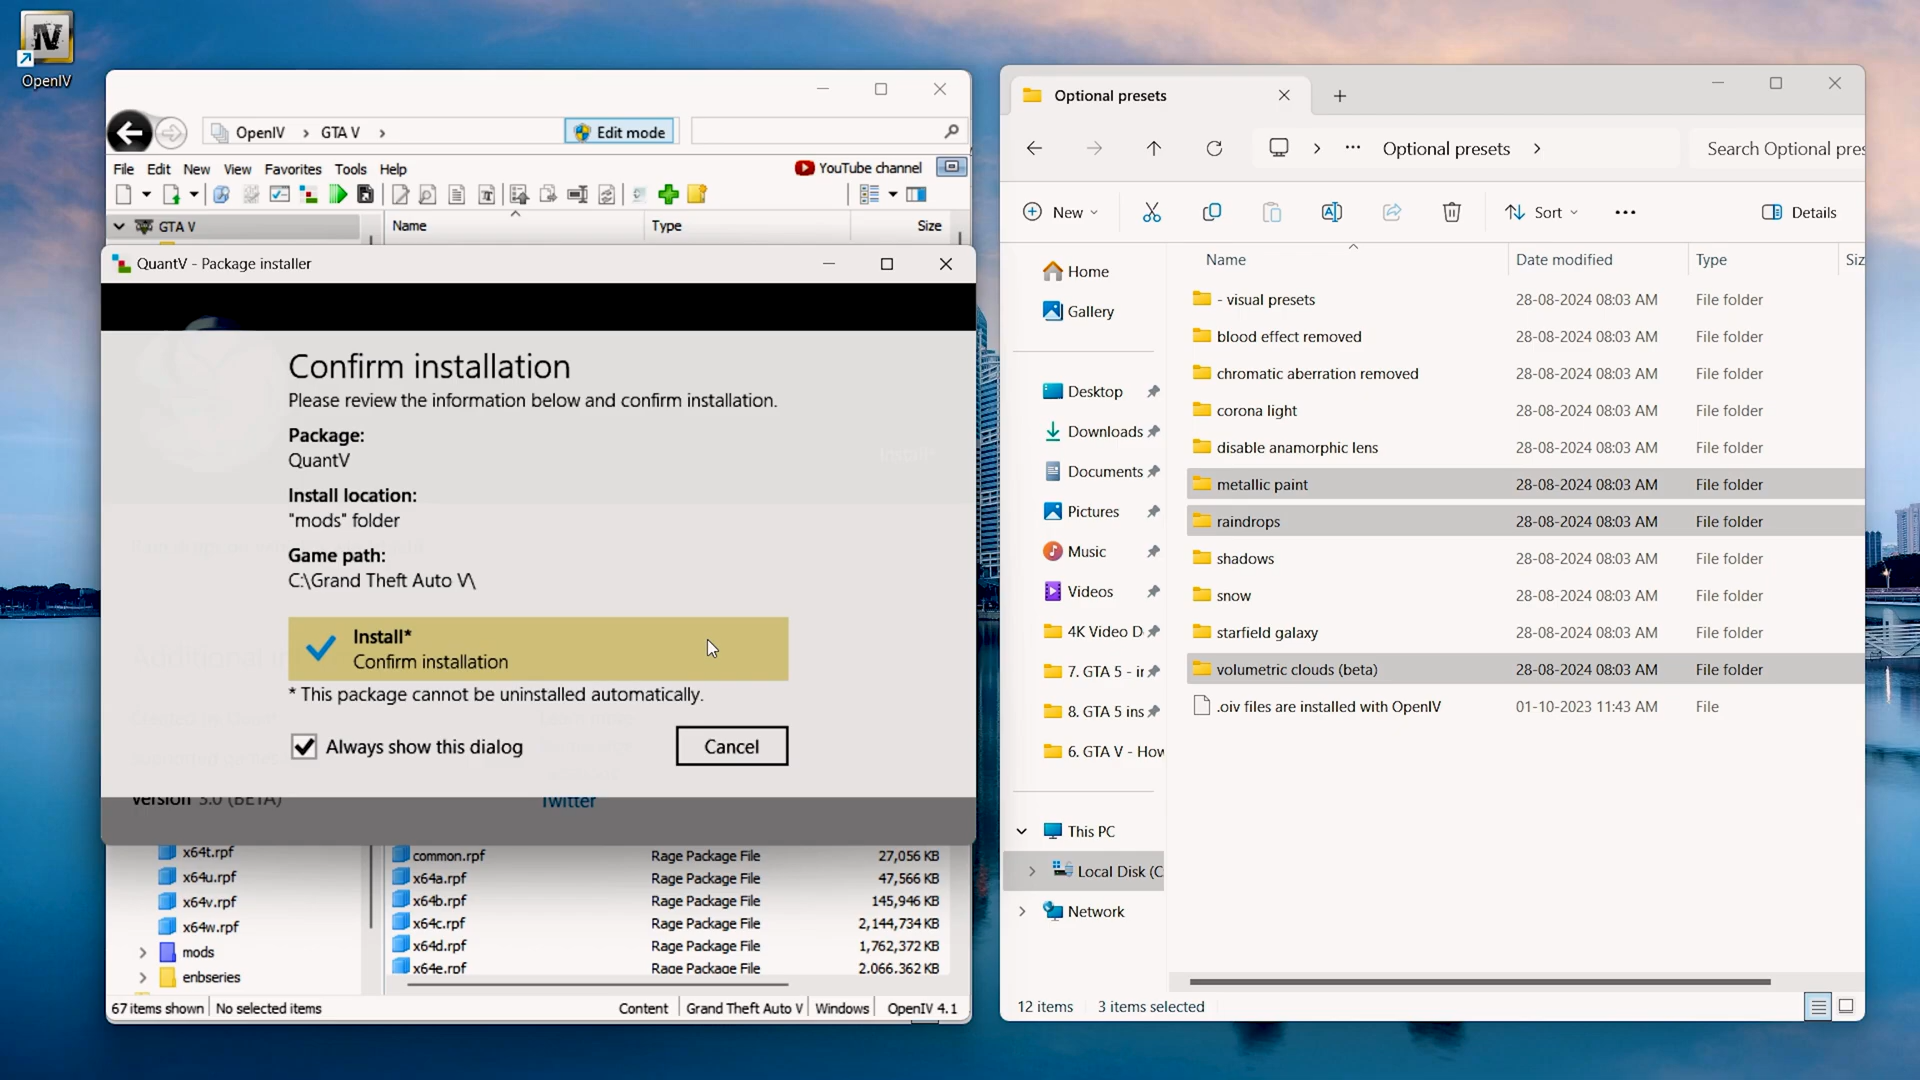 OpenIV
OpenIV > GTA V >
Edit mode
File Edit New View Favorites Tools Help
YouTube channel
GTA V
Name Type Size
QuantV - Package installer
Confirm installation
Please review the information below and confirm installation.
Package:
QuantV
Install location:
"mods" folder
Game path:
C:\Grand Theft Auto V\
Install*
Confirm installation
* This package cannot be uninstalled automatically.
Always show this dialog
Cancel
Version 3.0 (BETA)
Twitter
x64t.rpf
x64u.rpf
x64v.rpf
x64w.rpf
mods
enbseries
common.rpf Rage Package File 27,056 KB
x64a.rpf Rage Package File 47,566 KB
x64b.rpf Rage Package File 145,946 KB
x64c.rpf Rage Package File 2,144,734 KB
x64d.rpf Rage Package File 1,762,372 KB
x64e.rpf Rage Package File 2,066,362 KB
67 items shown No selected items Content Grand Theft Auto V Windows OpenIV 4.1
Optional presets
Optional presets
Search Optional pres
New
Sort
Details
Name Date modified Type Siz
Home
Gallery
Desktop
Downloads
Documents
Pictures
Music
Videos
4K Video D
7. GTA 5 - ir
8. GTA 5 ins
6. GTA V - How
This PC
Local Disk (C
Network
- visual presets 28-08-2024 08:03 AM File folder
blood effect removed 28-08-2024 08:03 AM File folder
chromatic aberration removed 28-08-2024 08:03 AM File folder
corona light 28-08-2024 08:03 AM File folder
disable anamorphic lens 28-08-2024 08:03 AM File folder
metallic paint 28-08-2024 08:03 AM File folder
raindrops 28-08-2024 08:03 AM File folder
shadows 28-08-2024 08:03 AM File folder
snow 28-08-2024 08:03 AM File folder
starfield galaxy 28-08-2024 08:03 AM File folder
volumetric clouds (beta) 28-08-2024 08:03 AM File folder
.oiv files are installed with OpenIV 01-10-2023 11:43 AM File
12 items 3 items selected